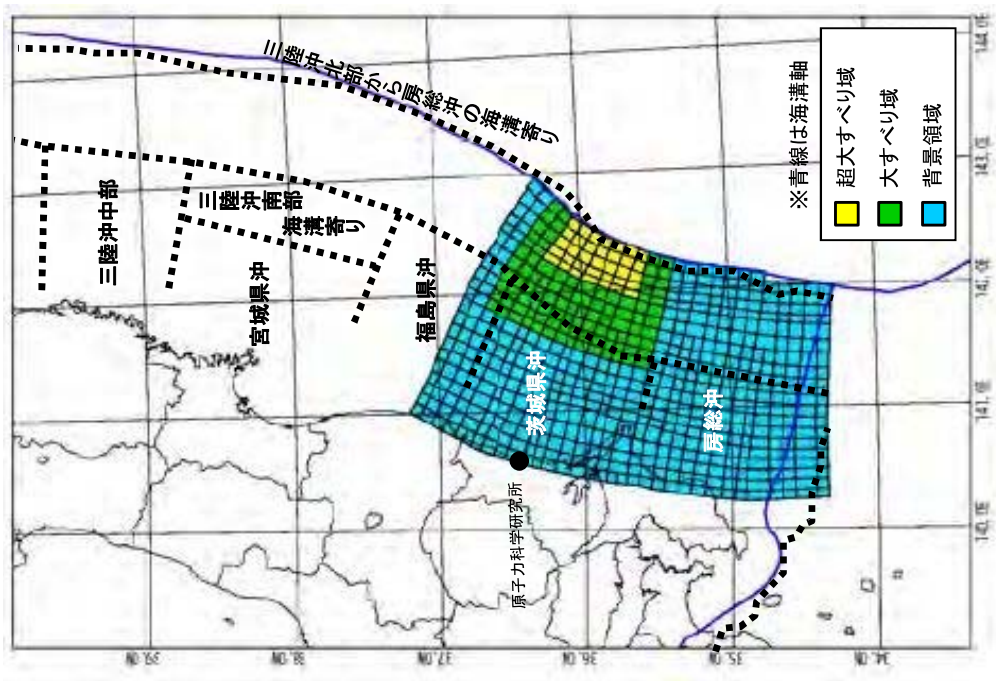 三陸沖北部から房総沖の海溝寄り
三陸沖中部
三陸沖南部
海溝寄り
宮城県沖
福島県沖
茨城県沖
房総沖
原子力科学研究所
※青線は海溝軸
超大すべり域
大すべり域
背景領域
144.0E
143.0E
142.0E
141.0E
140.0E
39.0N
38.0N
37.0N
36.0N
35.0N
34.0N